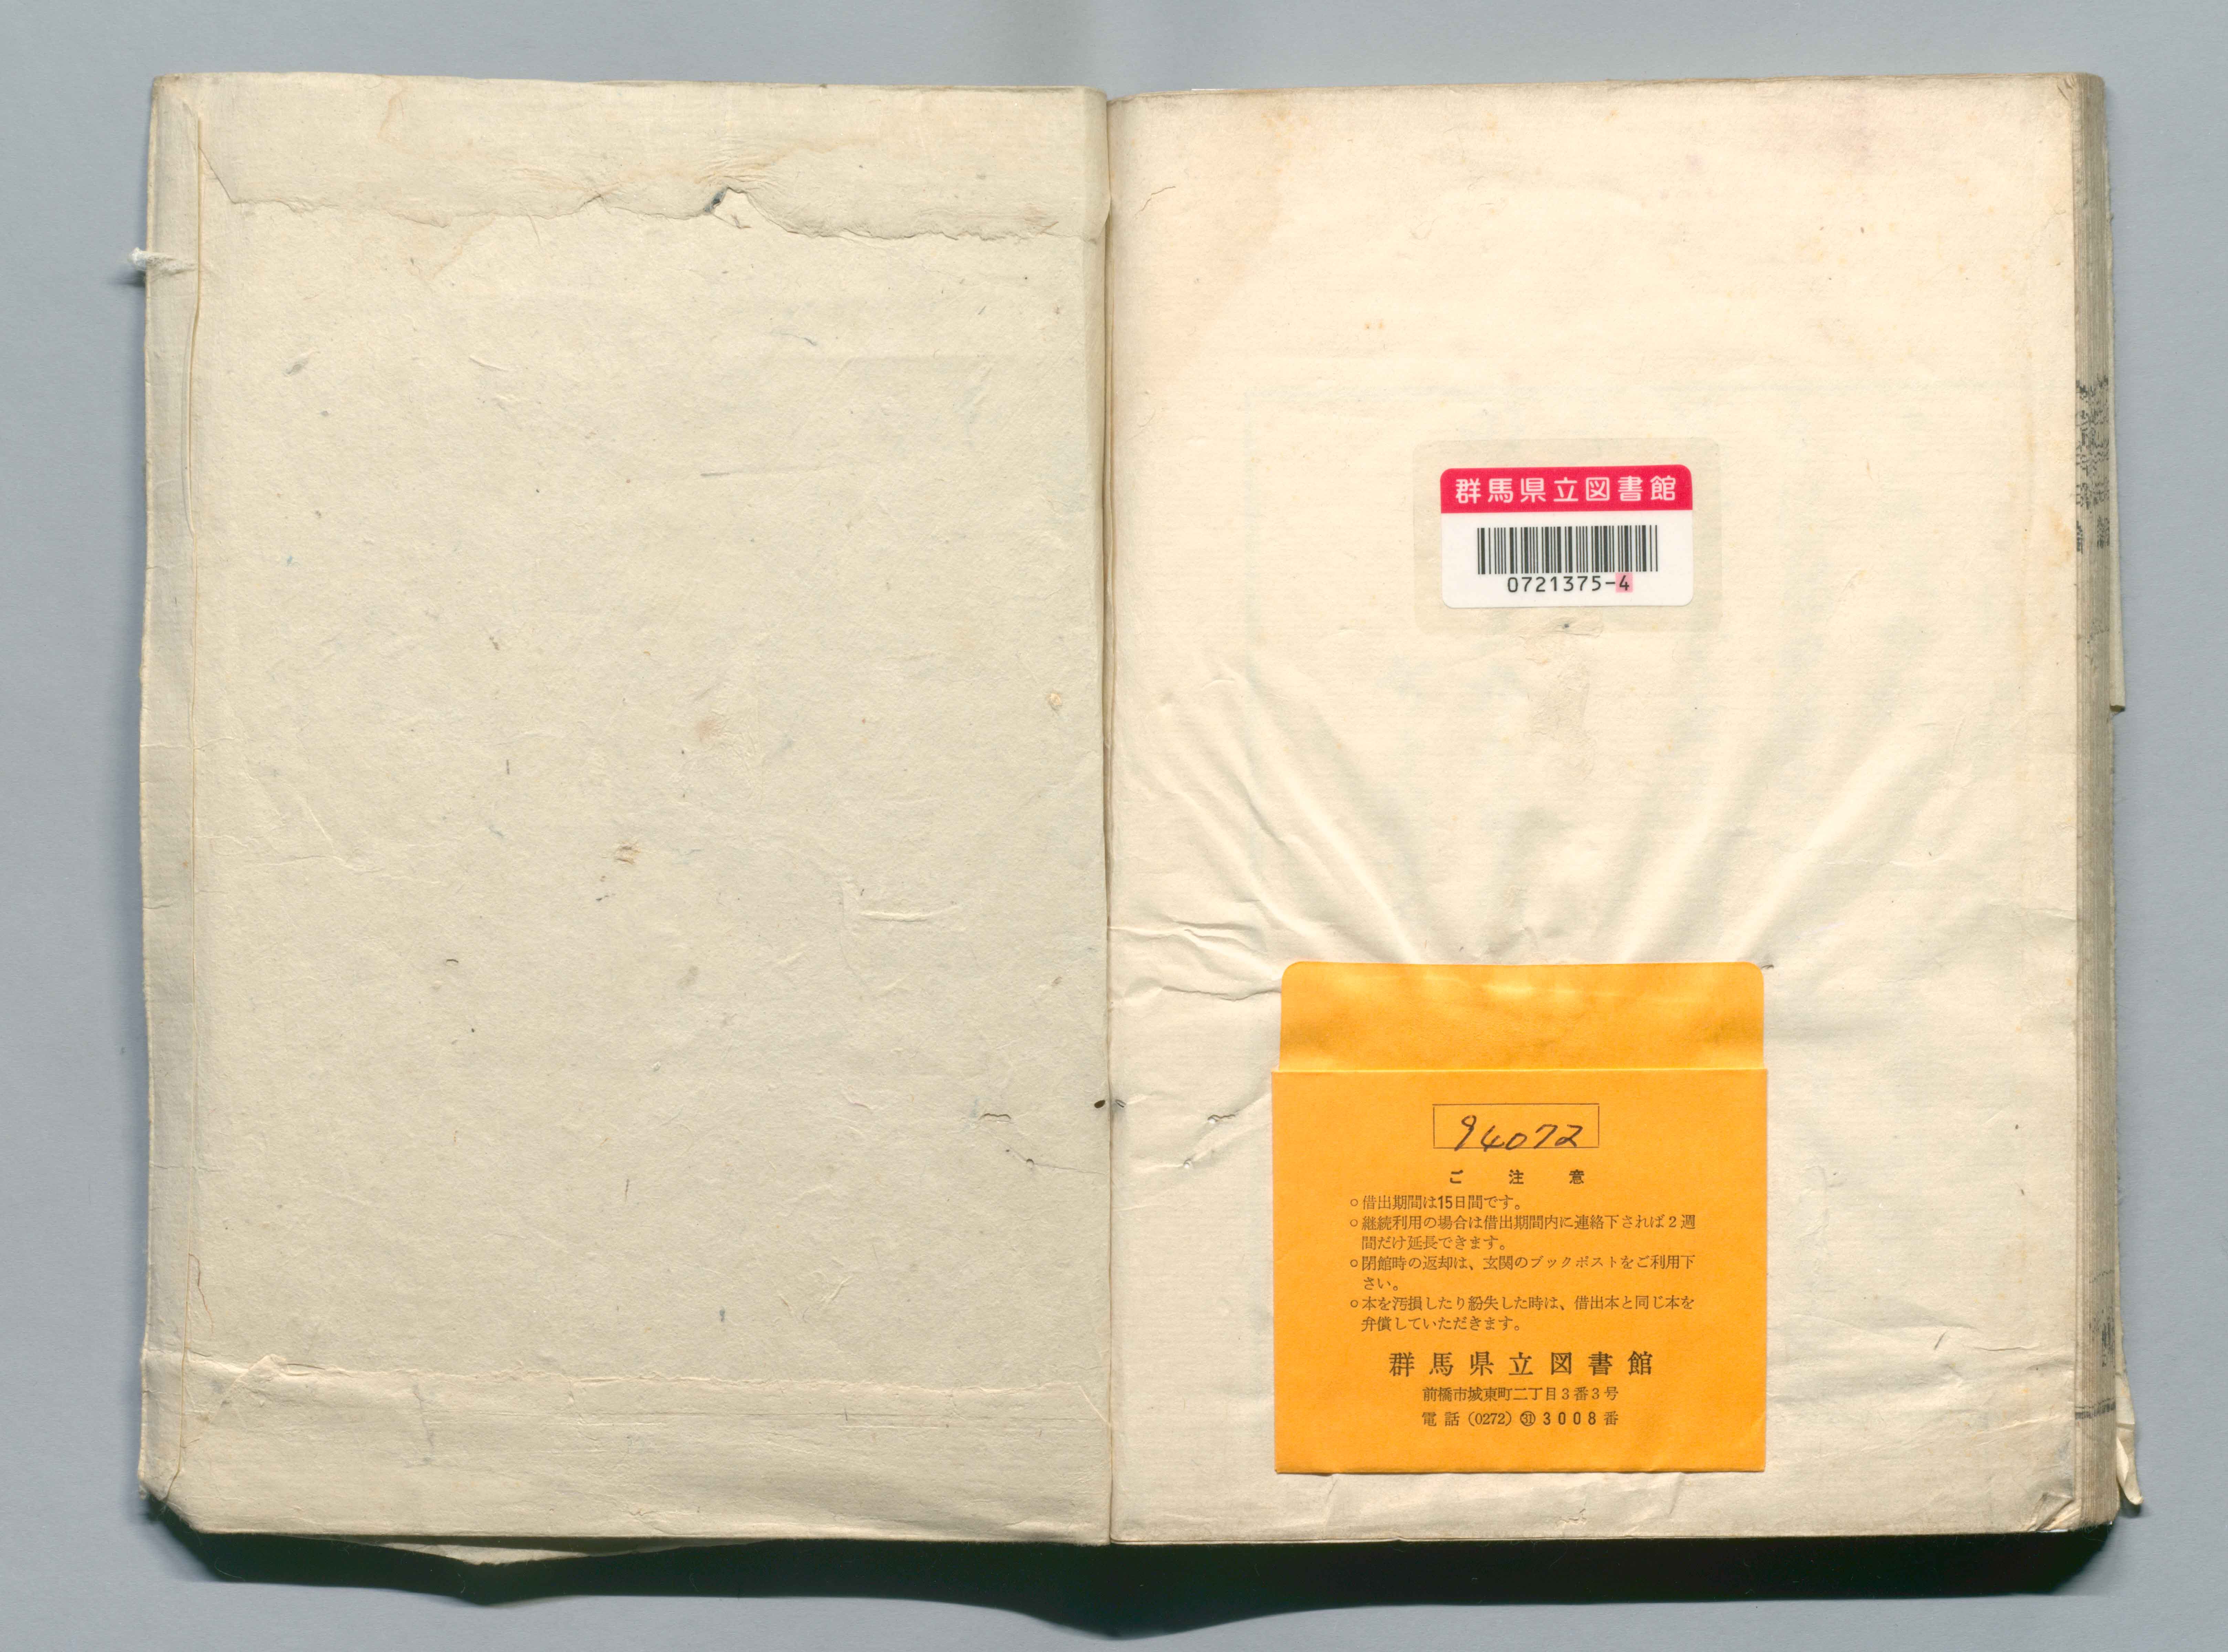 群馬県立図書館
0721375-4
94072
ご注意
○借出期間は15日間です。
○継続利用の場合は借出期間内に連絡下されば2週
間だけ延長できます。
○閉館時の返却は、玄関のブックポストをご利用下
さい。
○本を汚損したり紛失した時は、借出本と同じ本を
弁償していただきます。
群馬県立図書館
前橋市城東町二丁目3番3号
電話(0272)㉛3008番